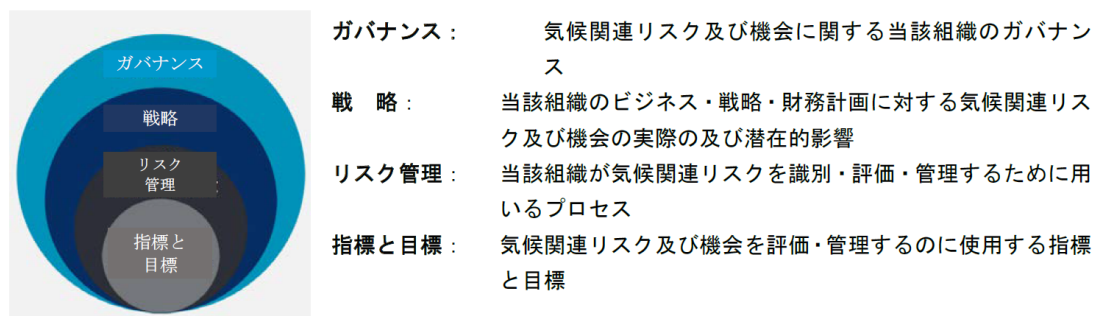 ガバナンス
戦略
リスク
管理
指標と
目標
ガバナンス： 気候関連リスク及び機会に関する当該組織のガバナン
ス
戦　略： 当該組織のビジネス・戦略・財務計画に対する気候関連リス
ク及び機会の実際の及び潜在的影響
リスク管理： 当該組織が気候関連リスクを識別・評価・管理するために用
いるプロセス
指標と目標： 気候関連リスク及び機会を評価・管理するのに使用する指標
と目標